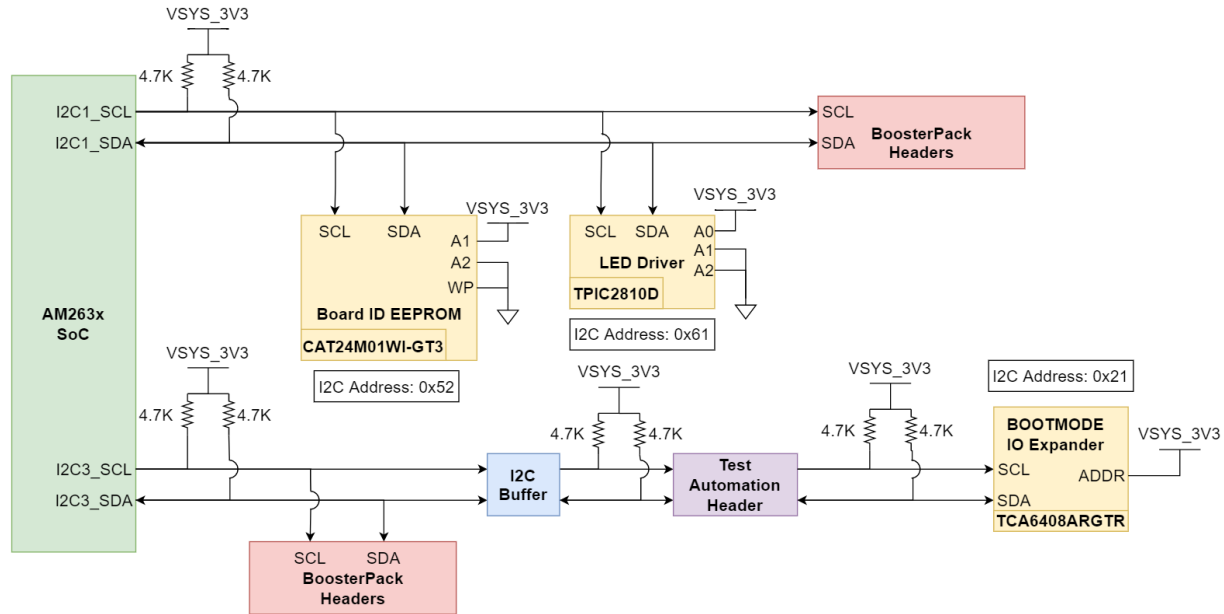 VSYS_3V3
4.7K
4.7K
I2C1_SCL
I2C1_SDA
SCL
SDA
BoosterPack
Headers
AM263x
SoC
SCL SDA
VSYS_3V3
A1
A2
WP
Board ID EEPROM
CAT24M01WI-GT3
I2C Address: 0x52
SCL SDA
VSYS_3V3
A0
A1
A2
LED Driver
TPIC2810D
I2C Address: 0x61
VSYS_3V3
4.7K
4.7K
I2C3_SCL
I2C3_SDA
SCL SDA
BoosterPack
Headers
I2C
Buffer
VSYS_3V3
4.7K
4.7K
Test
Automation
Header
VSYS_3V3
4.7K
4.7K
I2C Address: 0x21
BOOTMODE
IO Expander
SCL
SDA
ADDR
VSYS_3V3
TCA6408ARGTR